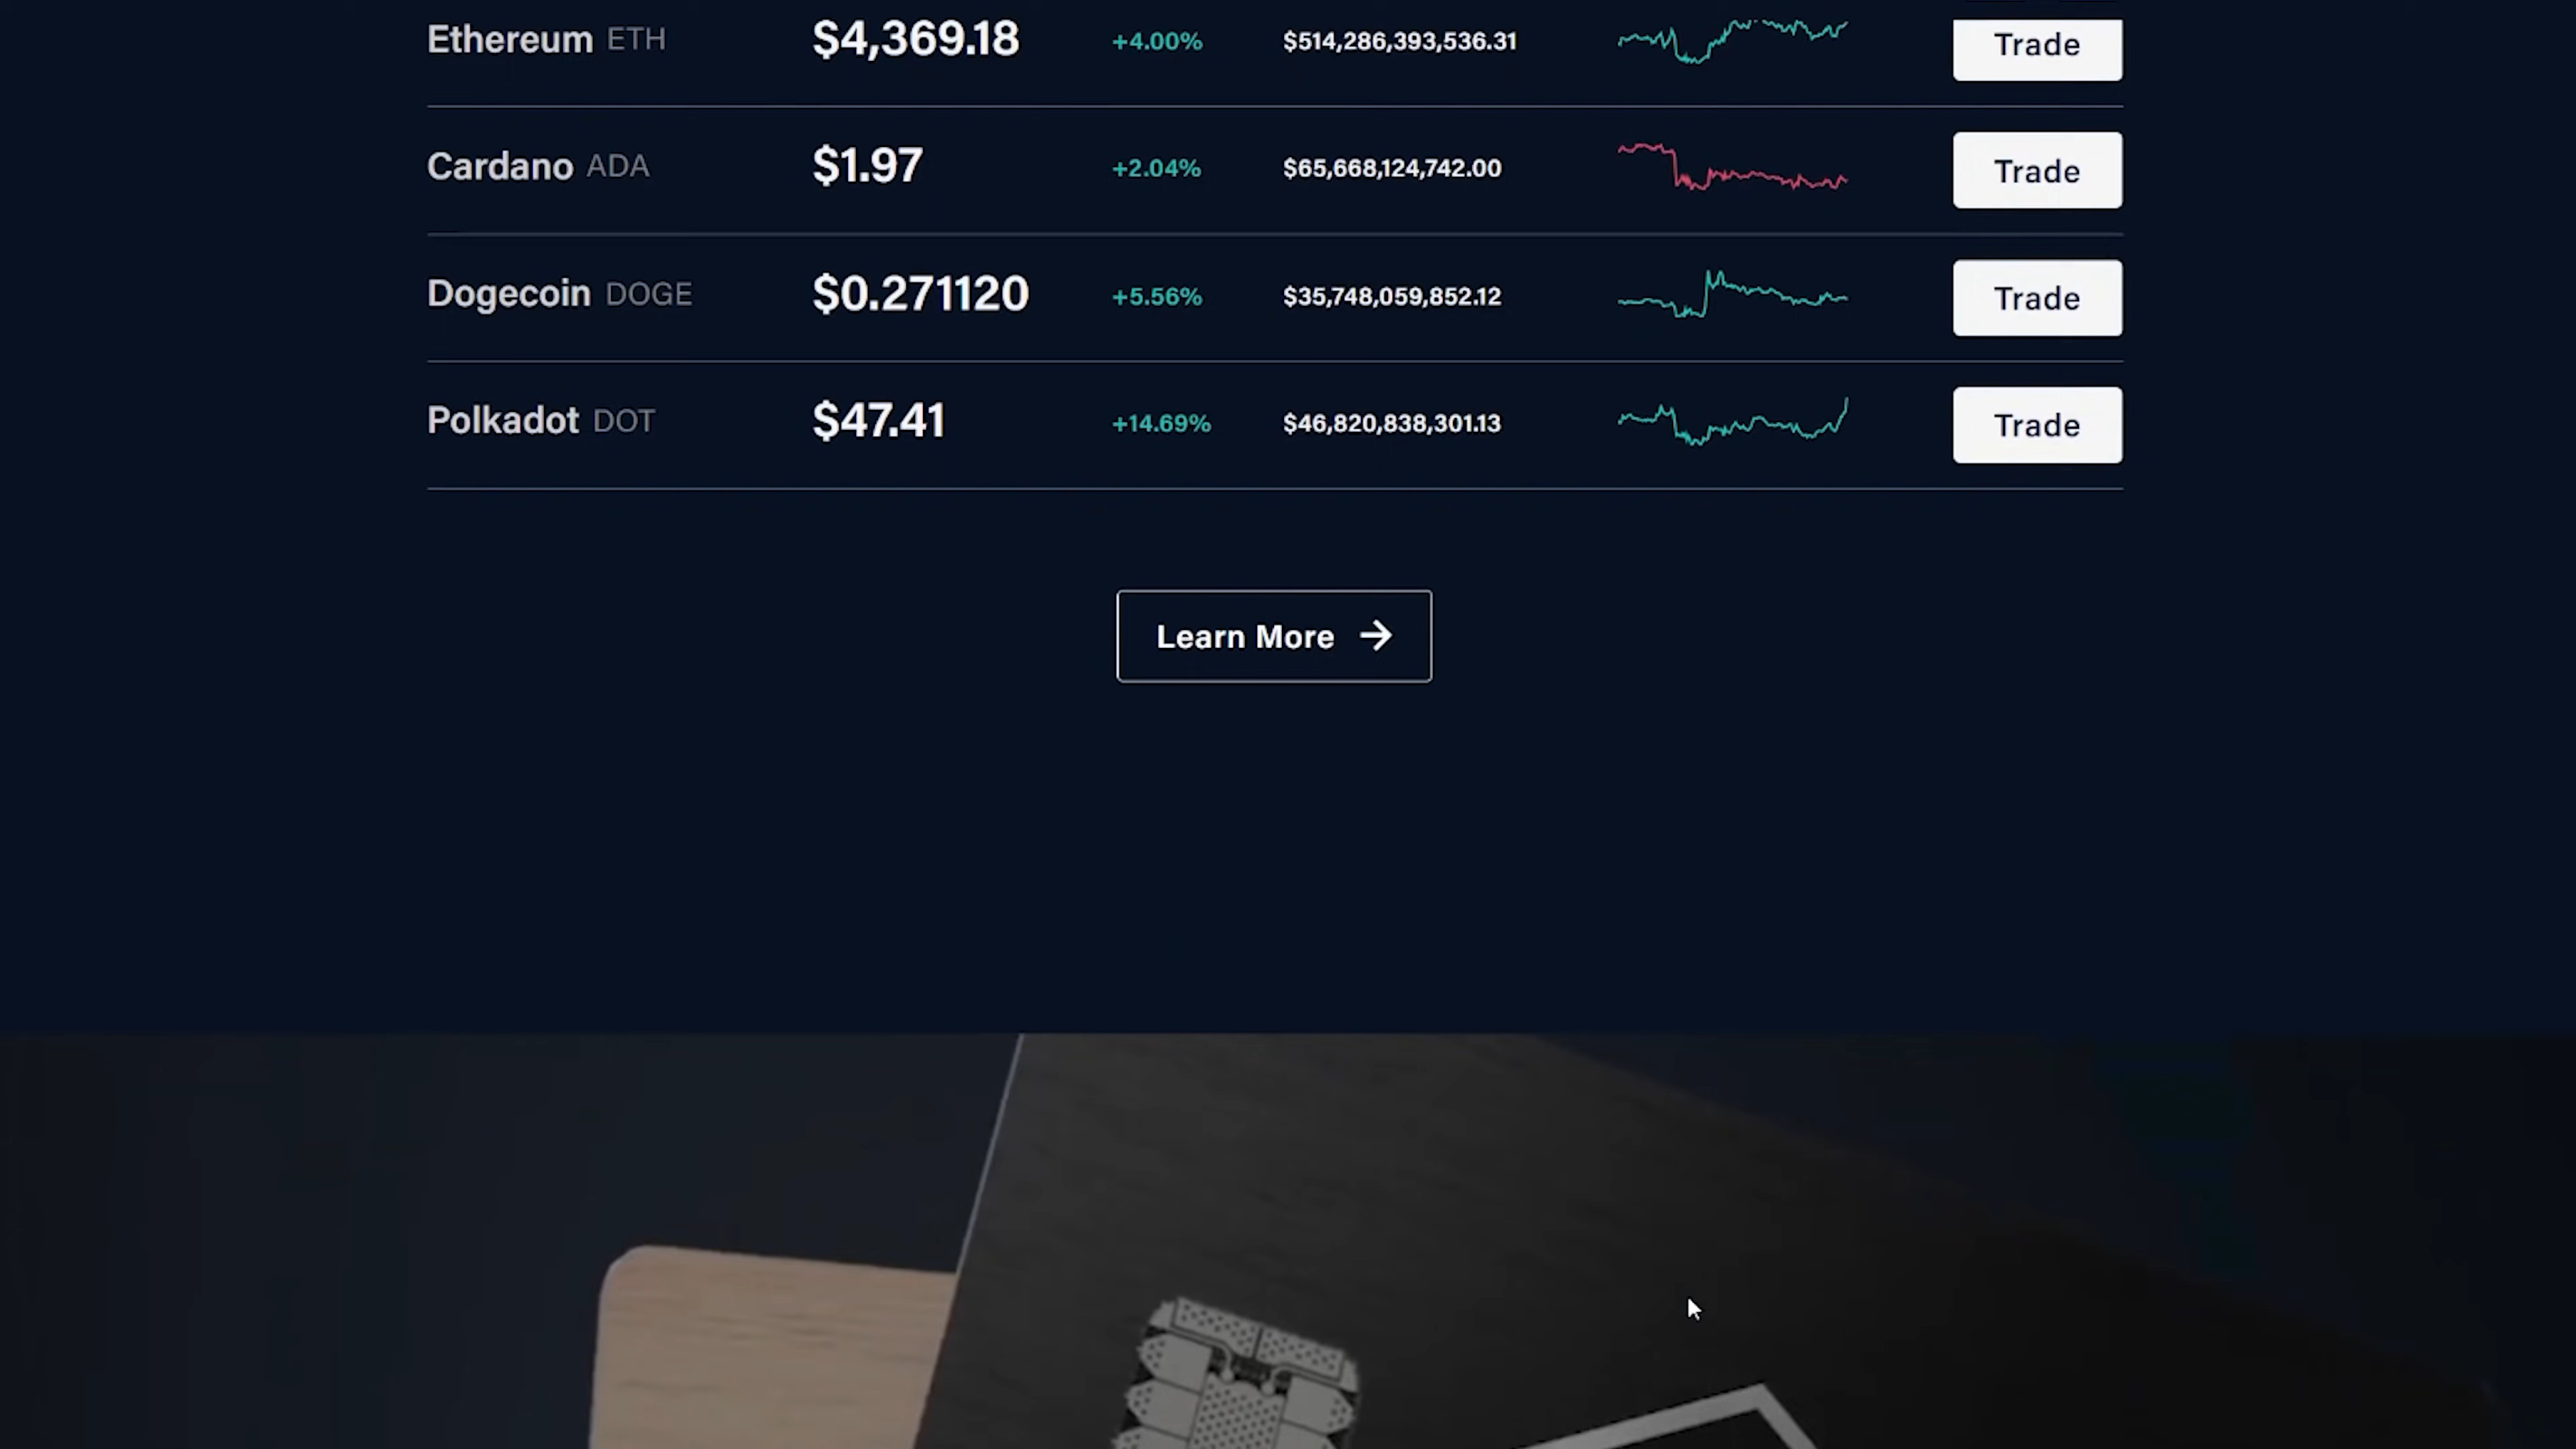 Ethereum ETH $4,369.18 +4.00% $514,286,393,536.31 Trade
Cardano ADA $1.97 +2.04% $65,668,124,742.00 Trade
Dogecoin DOGE $0.271120 +5.56% $35,748,059,852.12 Trade
Polkadot DOT $47.41 +14.69% $46,820,838,301.13 Trade
Learn More →